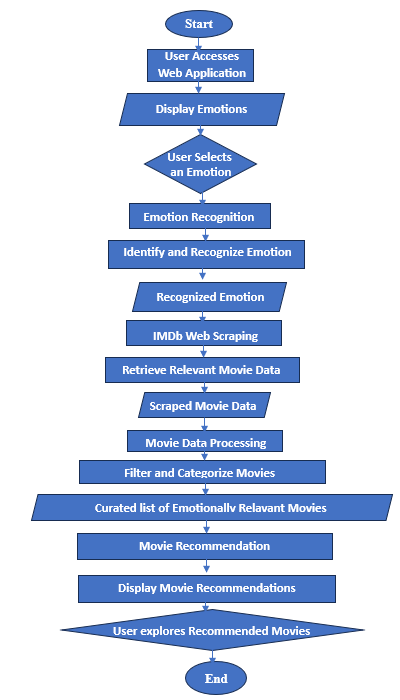 Start
User Accesses
Web Application
Display Emotions
User Selects
an Emotion
Emotion Recognition
Identify and Recognize Emotion
Recognized Emotion
IMDb Web Scraping
Retrieve Relevant Movie Data
Scraped Movie Data
Movie Data Processing
Filter and Categorize Movies
Curated list of Emotionally Relavant Movies
Movie Recommendation
Display Movie Recommendations
User explores Recommended Movies
End